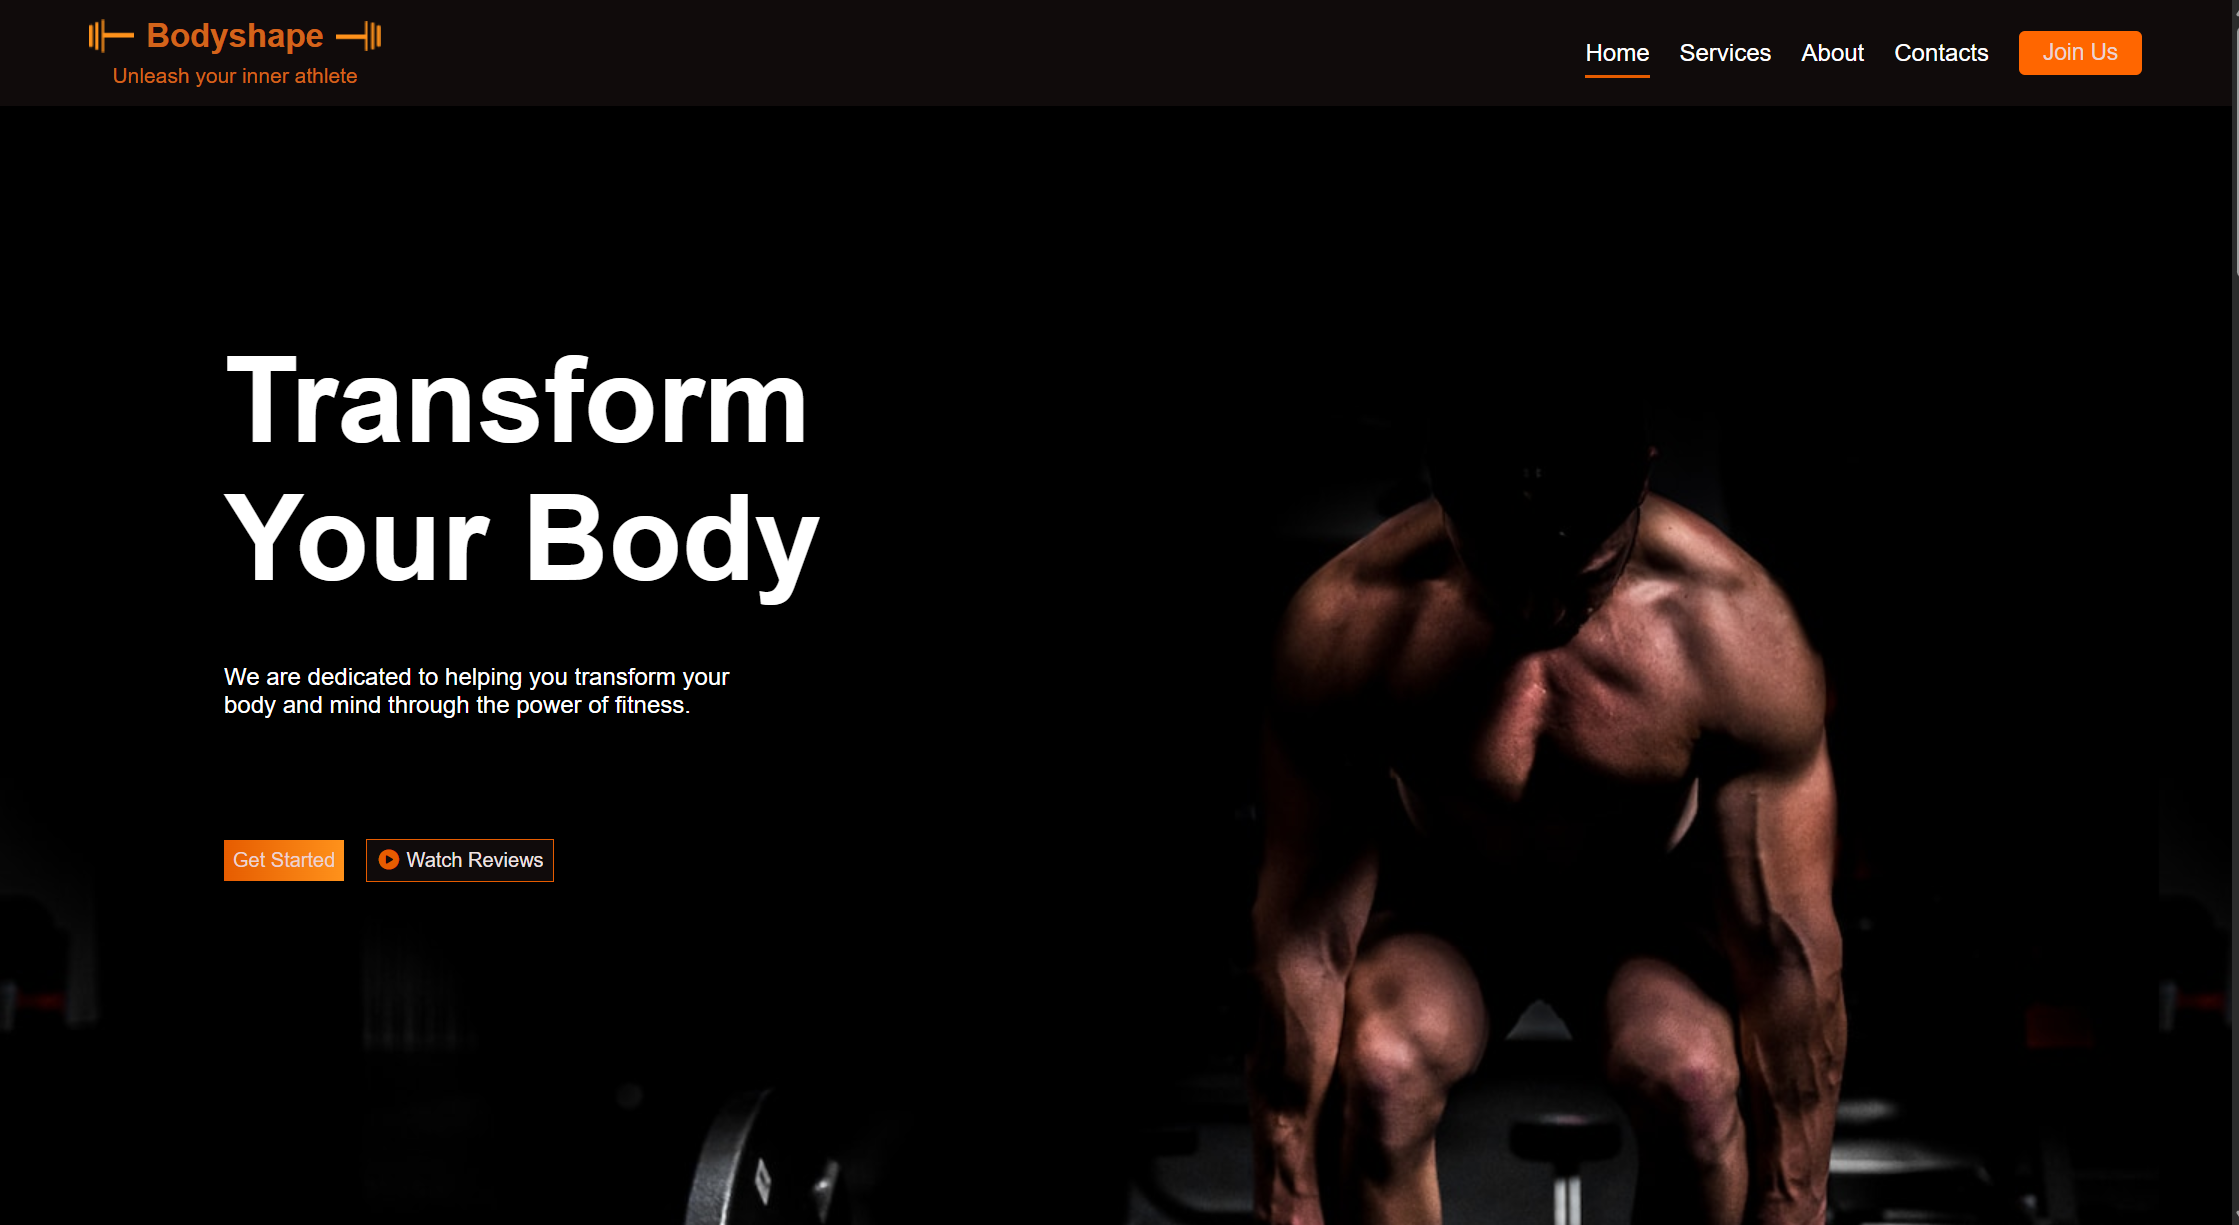 Bodyshape
Unleash your inner athlete
Home Services About Contacts Join Us
Transform
Your Body
We are dedicated to helping you transform your
body and mind through the power of fitness.
Get Started Watch Reviews